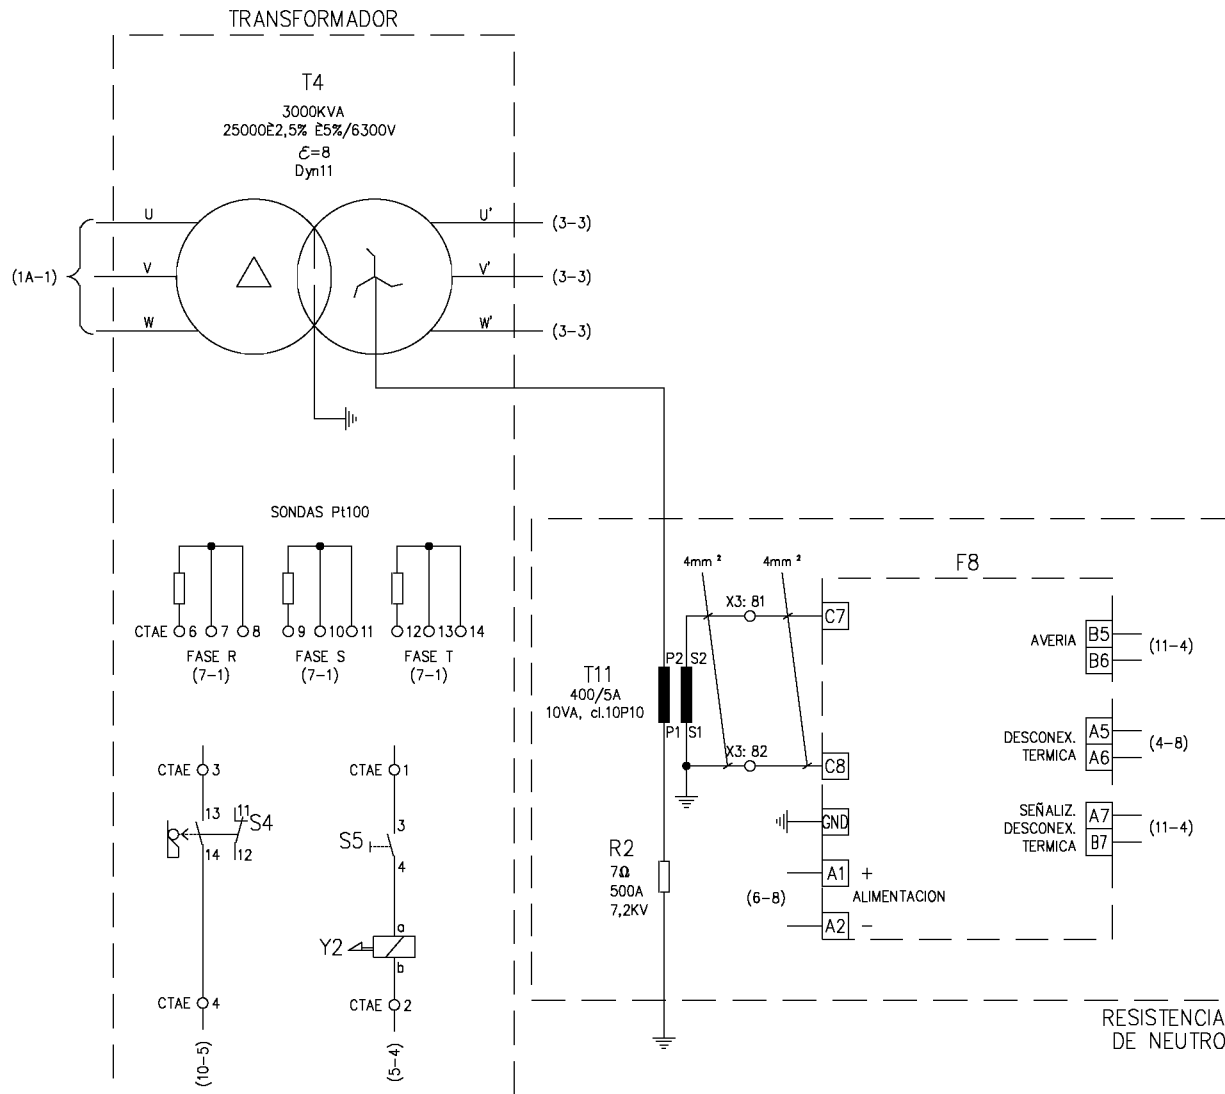 TRANSFORMADOR
T4
3000KVA
25000È2,5% È5%/6300V
Ɛ=8
Dyn11
U
U'
(3-3)
(1A-1)
V
V'
(3-3)
W
W'
(3-3)
SONDAS Pt100
CTAE 6 7 8
9 10 11
12 13 14
FASE R
(7-1)
FASE S
(7-1)
FASE T
(7-1)
CTAE 3
13
11
S4
14
12
CTAE 4
(10-5)
CTAE 1
3
S5
4
a
Y2
b
CTAE 2
(5-4)
4mm²
4mm²
F8
X3: 81
C7
P2 S2
T11
400/5A
10VA, cl.10P10
P1 S1
X3: 82
C8
GND
R2
7Ω
500A
7,2KV
(6-8)
A1 +
ALIMENTACION
A2 -
AVERIA
B5
B6
(11-4)
DESCONEX.
TERMICA
A5
A6
(4-8)
SEÑALIZ.
DESCONEX.
TERMICA
A7
B7
(11-4)
RESISTENCIA
DE NEUTRO